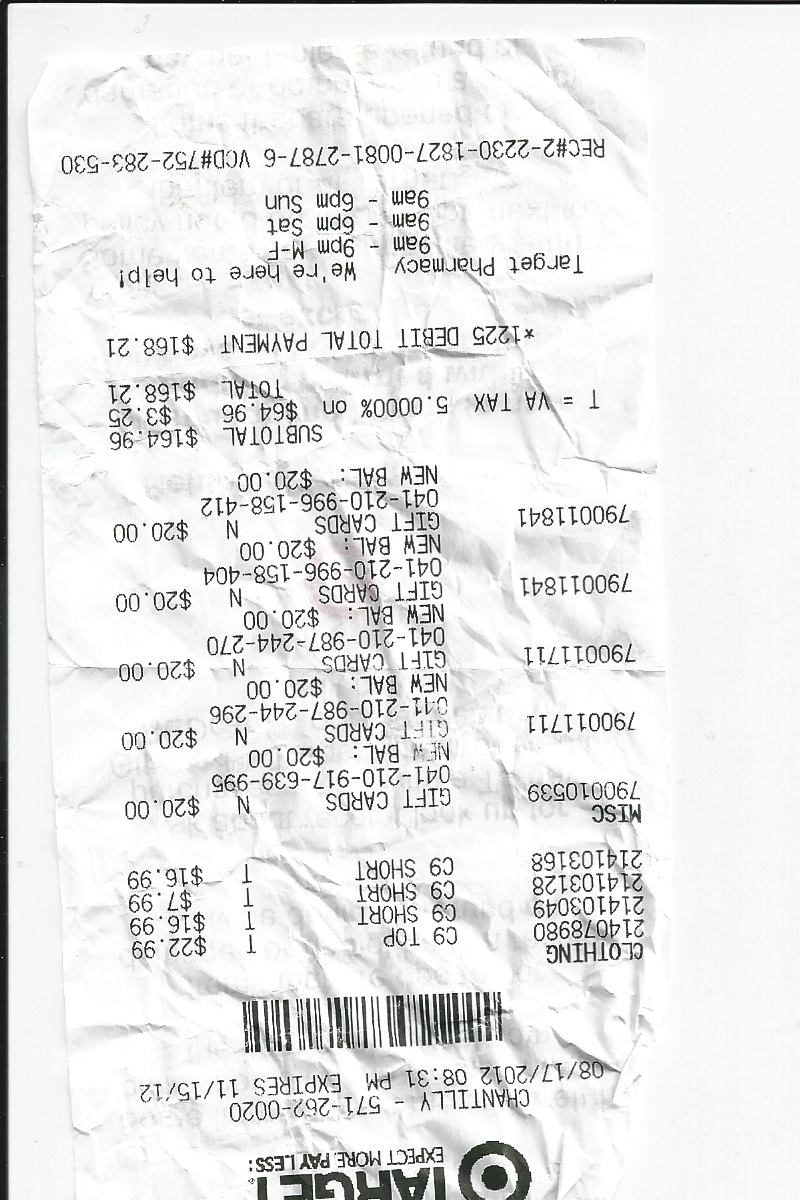 TARGET
EXPECT MORE. PAY LESS.
CHANTILLY - 571-262-0020
08/17/2012 08:31 PM EXPIRES 11/15/12
CLOTHING
214078980 C9 TOP T $22.99
214103049 C9 SHORT T $16.99
214103128 C9 SHORT T $7.99
214103168 C9 SHORT T $16.99
MISC
790010539 GIFT CARDS N $20.00
041-210-917-639-995
NEW BAL: $20.00
790011711 GIFT CARDS N $20.00
041-210-987-244-296
NEW BAL: $20.00
790011711 GIFT CARDS N $20.00
041-210-987-244-270
NEW BAL: $20.00
790011841 GIFT CARDS N $20.00
041-210-996-158-404
NEW BAL: $20.00
790011841 GIFT CARDS N $20.00
041-210-996-158-412
NEW BAL: $20.00
SUBTOTAL $164.96
T = VA TAX 5.0000% on $64.96 $3.25
TOTAL $168.21
*1225 DEBIT TOTAL PAYMENT $168.21
Target Pharmacy We're here to help!
9am - 9pm M-F
9am - 6pm Sat
9am - 6pm Sun
REC#2-2230-1827-0081-2787-6 VCD#752-283-530